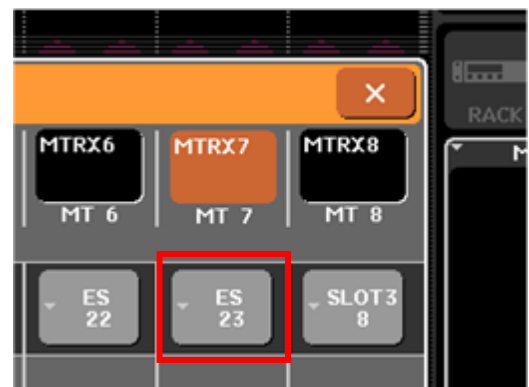 ×
RACK
MTRX6 MTRX7 MTRX8
M
MT 6 MT 7 MT 8
ES ES SLOT3
22 23 8